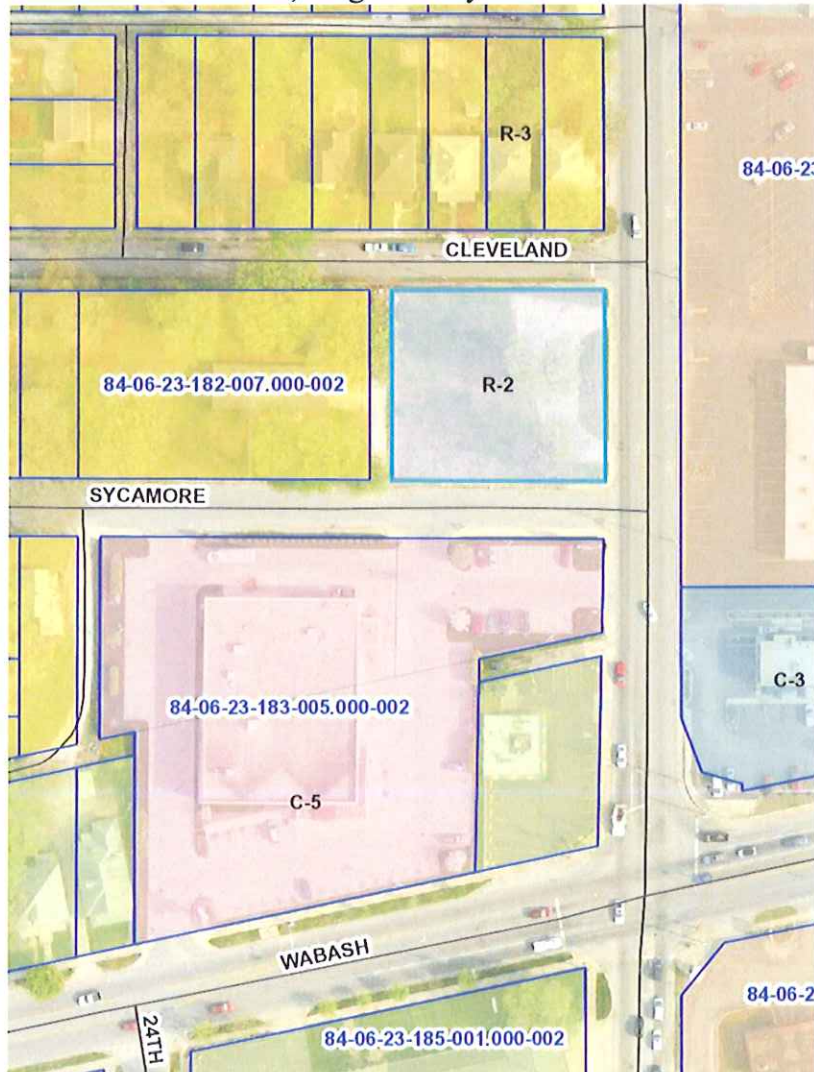 R-3
84-06-23
CLEVELAND
84-06-23-182-007.000-002
R-2
SYCAMORE
C-3
84-06-23-183-005.000-002
C-5
WABASH
84-06-2
24TH
84-06-23-185-001.000-002